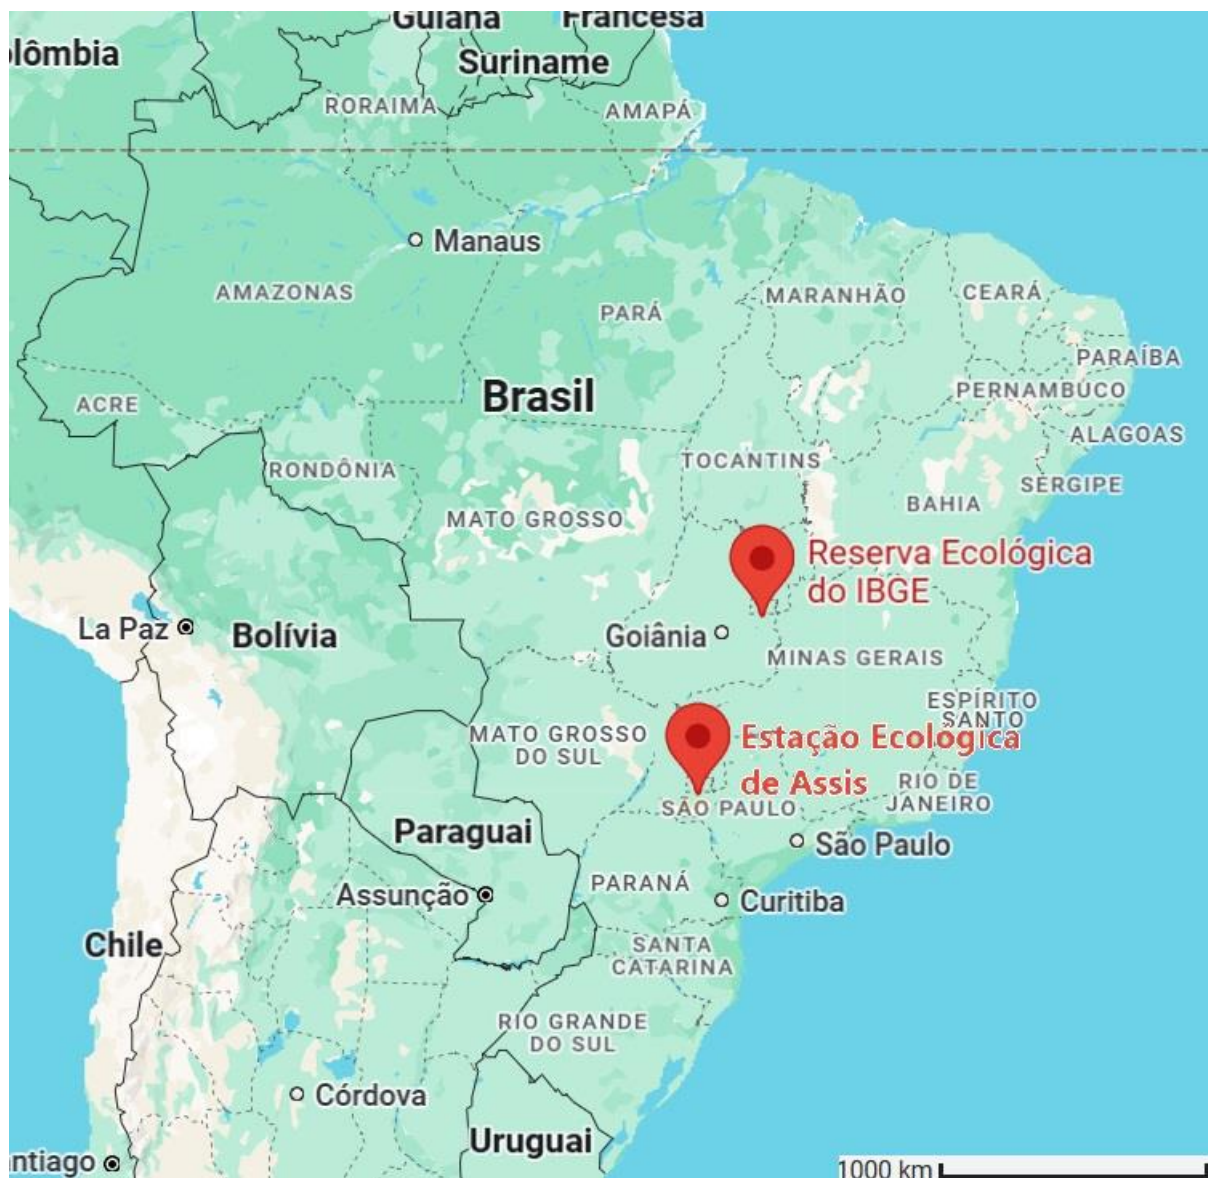 Guiana
Francesa
olômbia
Suriname
RORAIMA
AMAPÁ
Manaus
AMAZONAS
MARANHÃO
CEARÁ
PARÁ
PARAÍBA
Brasil
PERNAMBUCO
ACRE
ALAGOAS
RONDÔNIA
TOCANTINS
SERGIPE
BAHIA
MATO GROSSO
Reserva Ecológica
do IBGE
La Paz
Bolívia
Goiânia
MINAS GERAIS
ESPÍRITO
SANTO
MATO GROSSO
DO SUL
Estação Ecológica
de Assis
RIO DE
JANEIRO
SÃO PAULO
Paraguai
São Paulo
Assunção
PARANÁ
Curitiba
Chile
SANTA
CATARINA
RIO GRANDE
DO SUL
Córdova
Uruguai
antiago
1000 km